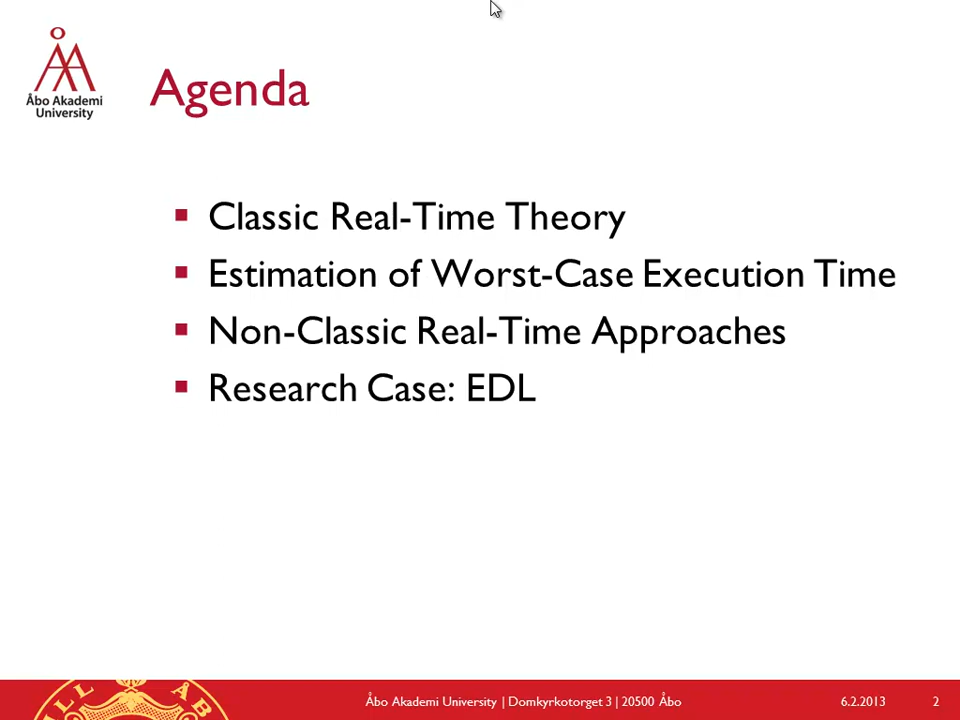 Åbo Akademi
University
Agenda
▪ Classic Real-Time Theory
▪ Estimation of Worst-Case Execution Time
▪ Non-Classic Real-Time Approaches
▪ Research Case: EDL
Åbo Akademi University | Domkyrkotorget 3 | 20500 Åbo
6.2.2013
2